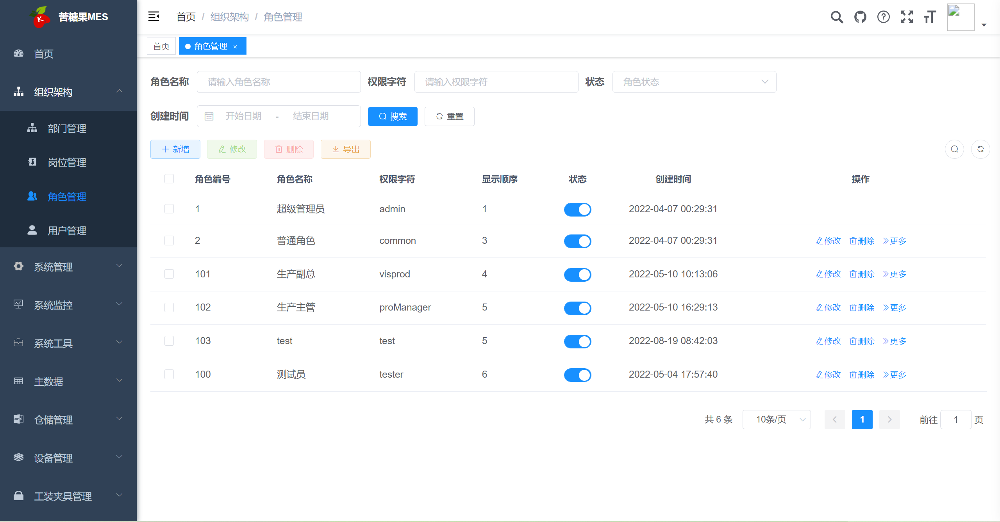 苦糖果MES
首页 / 组织架构 / 角色管理
首页
角色管理 ×
首页
组织架构
部门管理
岗位管理
角色管理
用户管理
系统管理
系统监控
系统工具
主数据
仓储管理
设备管理
工装夹具管理
角色名称 请输入角色名称 权限字符 请输入权限字符 状态 角色状态
创建时间 开始日期 - 结束日期 搜索 重置
新增 修改 删除 导出
角色编号 角色名称 权限字符 显示顺序 状态 创建时间 操作
1 超级管理员 admin 1 2022-04-07 00:29:31
2 普通角色 common 3 2022-04-07 00:29:31 修改 删除 更多
101 生产副总 visprod 4 2022-05-10 10:13:06 修改 删除 更多
102 生产主管 proManager 5 2022-05-10 16:29:13 修改 删除 更多
103 test test 5 2022-08-19 08:42:03 修改 删除 更多
100 测试员 tester 6 2022-05-04 17:57:40 修改 删除 更多
共 6 条 10条/页 1 前往 1 页